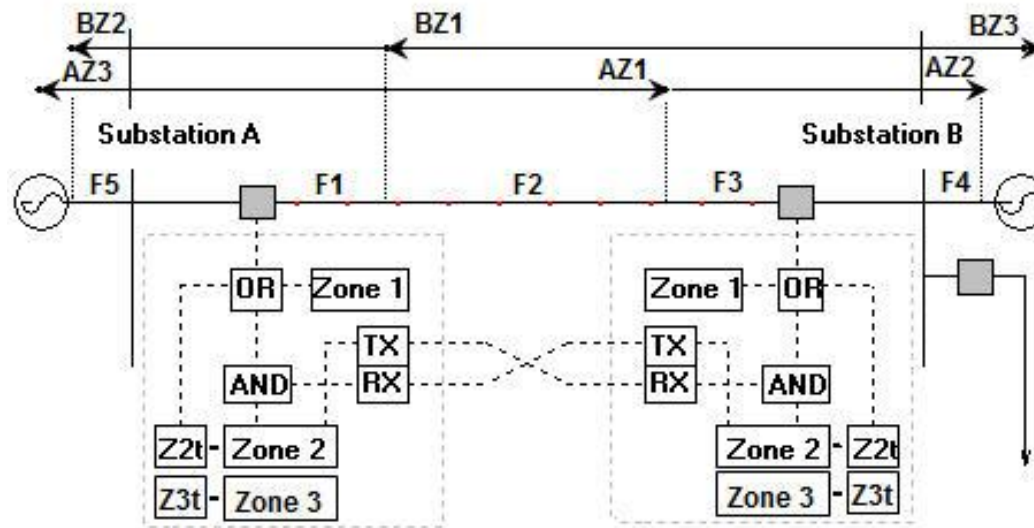 BZ2 BZ1 BZ3
AZ3 AZ1 AZ2
Substation A Substation B
F5 F1 F2 F3 F4
OR Zone 1 Zone 1 OR
TX TX
AND RX RX AND
Z2t - Zone 2 Zone 2 - Z2t
Z3t - Zone 3 Zone 3 - Z3t